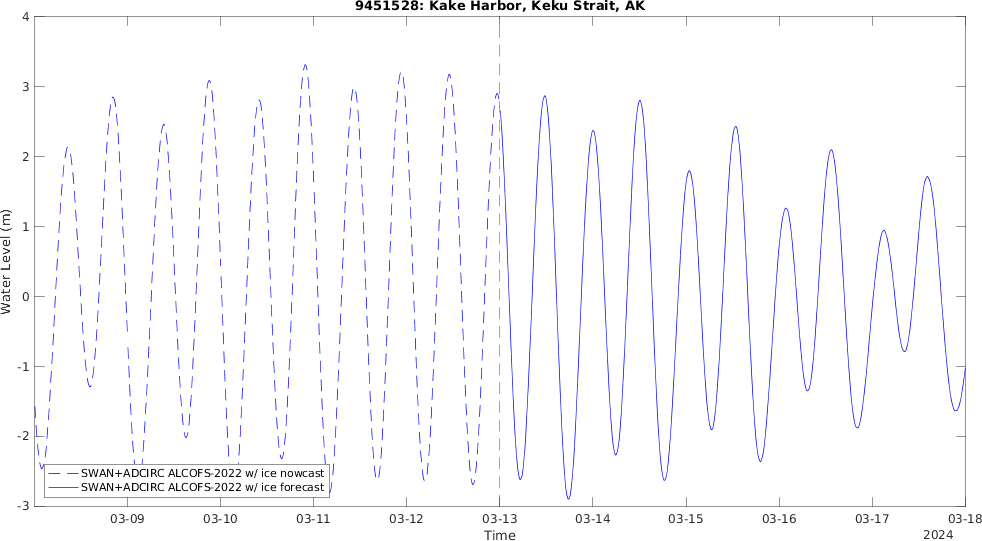 9451528: Kake Harbor, Keku Strait, AK
4
3
2
1
0
-1
-2
-3
Water Level (m)
SWAN+ADCIRC ALCOFS-2022 w/ ice nowcast
SWAN+ADCIRC ALCOFS-2022 w/ ice forecast
03-09 03-10 03-11 03-12 03-13 03-14 03-15 03-16 03-17 03-18
Time
2024